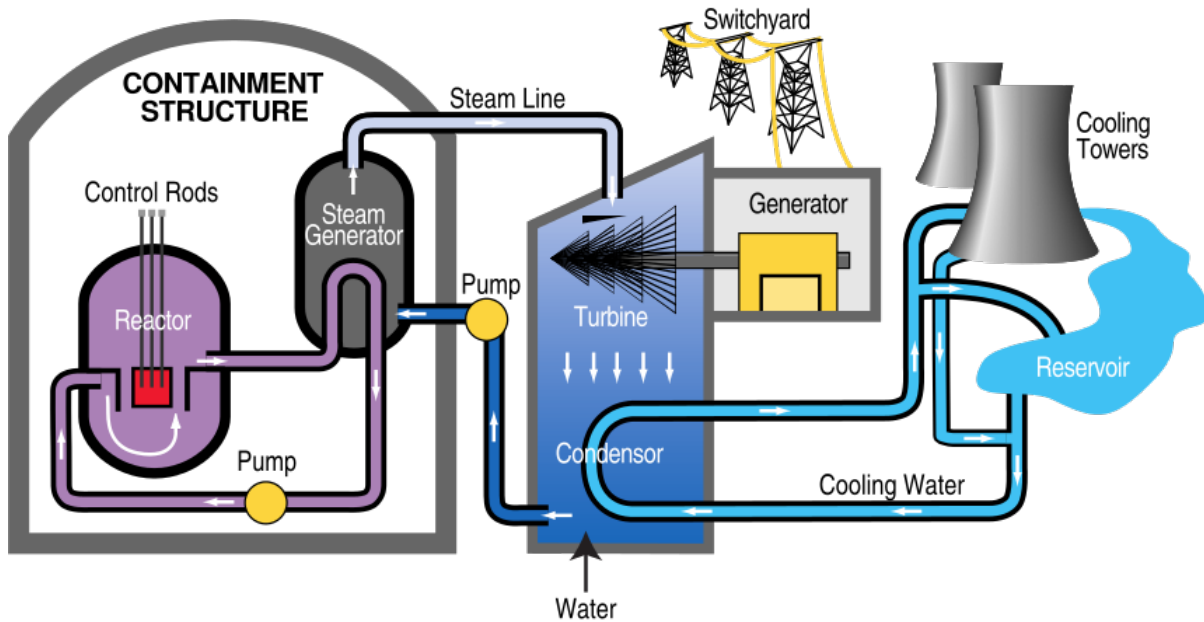 Switchyard
CONTAINMENT
STRUCTURE
Steam Line
Cooling
Towers
Control Rods
Steam
Generator
Generator
Pump
Reactor
Turbine
Reservoir
Condensor
Pump
Cooling Water
Water